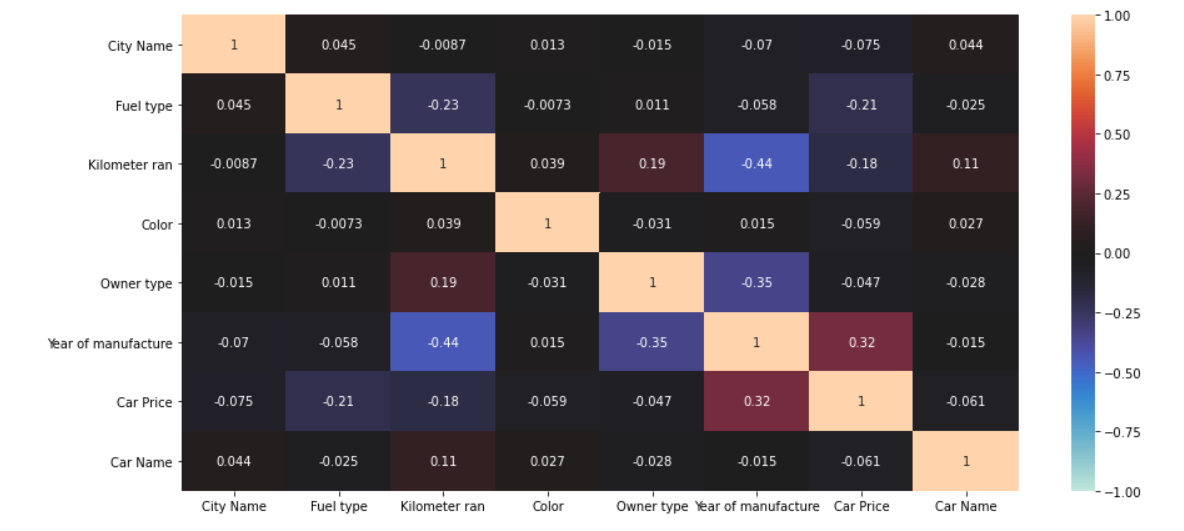 City Name 1 0.045 -0.0087 0.013 -0.015 -0.07 -0.075 0.044
Fuel type 0.045 1 -0.23 -0.0073 0.011 -0.058 -0.21 -0.025
Kilometer ran -0.0087 -0.23 1 0.039 0.19 -0.44 -0.18 0.11
Color 0.013 -0.0073 0.039 1 -0.031 0.015 -0.059 0.027
Owner type -0.015 0.011 0.19 -0.031 1 -0.35 -0.047 -0.028
Year of manufacture -0.07 -0.058 -0.44 0.015 -0.35 1 0.32 -0.015
Car Price -0.075 -0.21 -0.18 -0.059 -0.047 0.32 1 -0.061
Car Name 0.044 -0.025 0.11 0.027 -0.028 -0.015 -0.061 1
City Name Fuel type Kilometer ran Color Owner type Year of manufacture Car Price Car Name
1.00
0.75
0.50
0.25
0.00
−0.25
−0.50
−0.75
−1.00